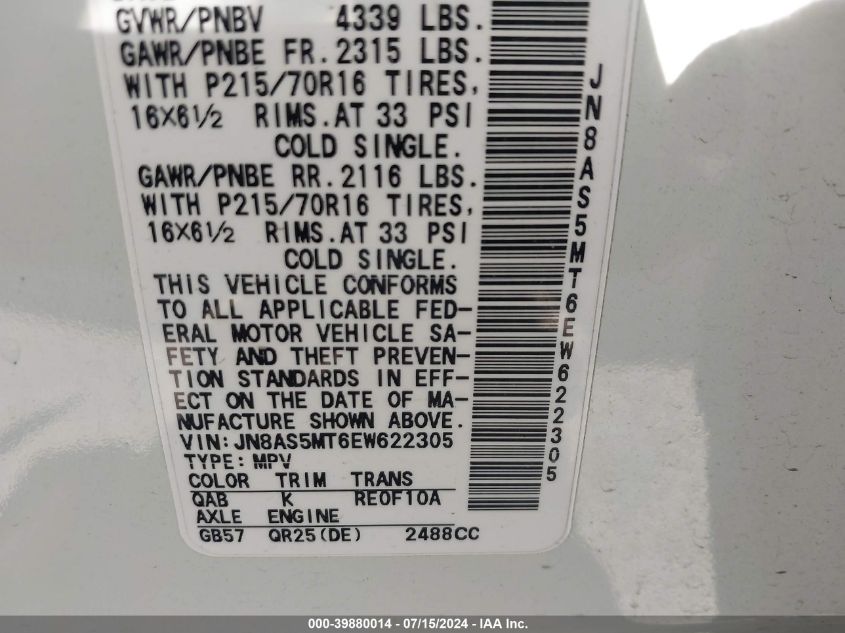 GVWR/PNBV 4339 LBS.
GAWR/PNBE FR. 2315 LBS.
WITH P215/70R16 TIRES,
16X6½ RIMS. AT 33 PSI
COLD SINGLE.
GAWR/PNBE RR. 2116 LBS.
WITH P215/70R16 TIRES,
16X6½ RIMS. AT 33 PSI
COLD SINGLE.
THIS VEHICLE CONFORMS
TO ALL APPLICABLE FED-
ERAL MOTOR VEHICLE SA-
FETY AND THEFT PREVEN-
TION STANDARDS IN EFF-
ECT ON THE DATE OF MA-
NUFACTURE SHOWN ABOVE.
VIN: JN8AS5MT6EW622305
TYPE: MPV
COLOR TRIM TRANS
QAB K RE0F10A
AXLE ENGINE
GB57 QR25(DE) 2488CC
JN8AS5MT6EW622305
000-39880014 - 07/15/2024 - IAA Inc.